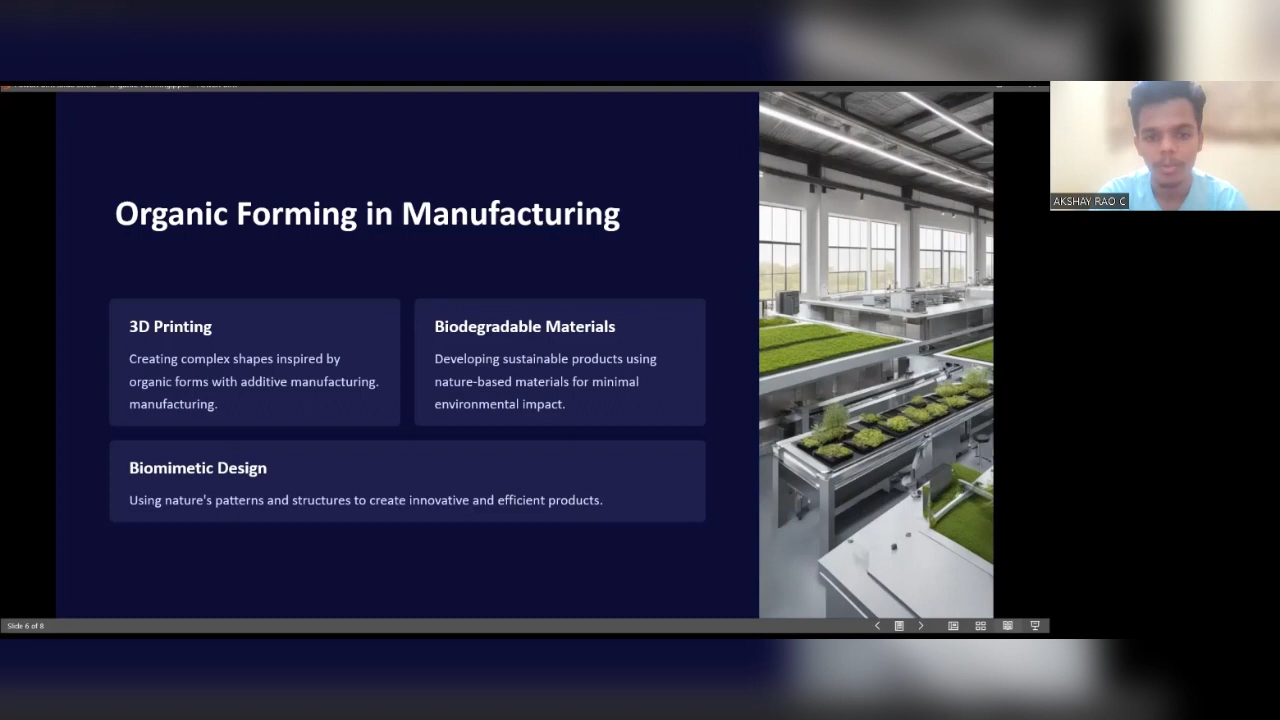 Organic Forming in Manufacturing
3D Printing
Creating complex shapes inspired by
organic forms with additive manufacturing.
manufacturing.
Biodegradable Materials
Developing sustainable products using
nature-based materials for minimal
environmental impact.
Biomimetic Design
Using nature's patterns and structures to create innovative and efficient products.
AKSHAY RAO C
Slide 6 of 8